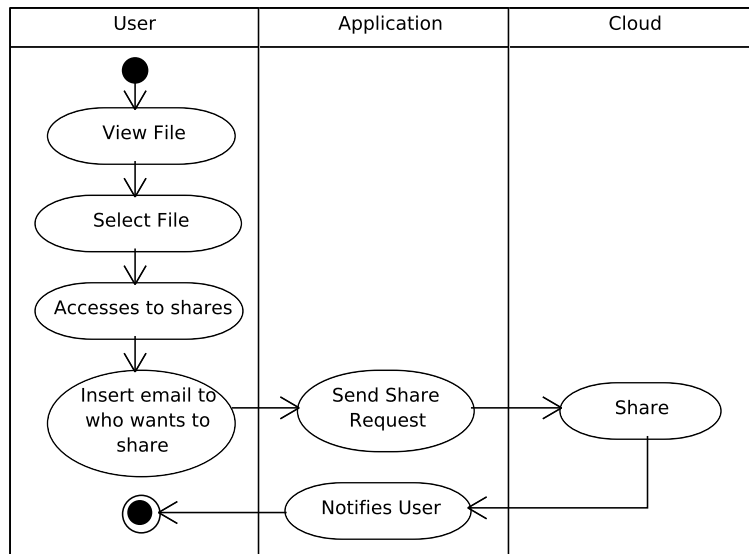 User
Application
Cloud
View File
Select File
Accesses to shares
Insert email to
who wants to
share
Send Share
Request
Share
Notifies User